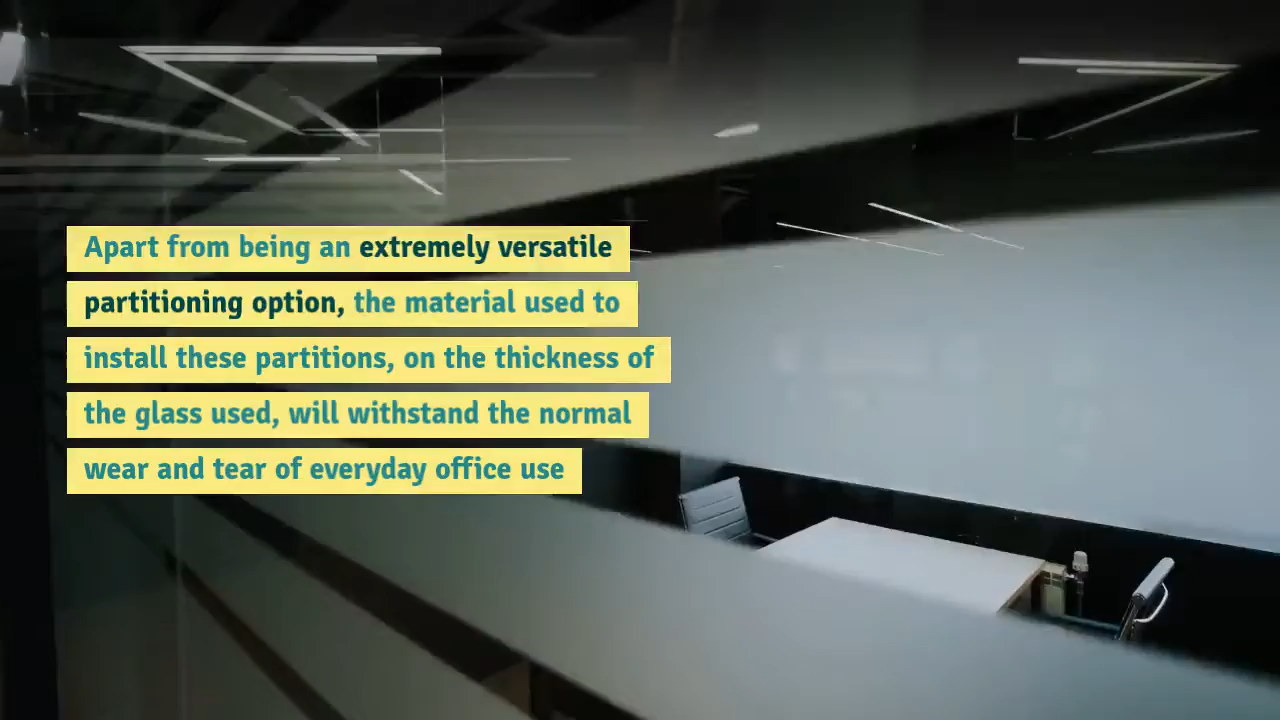 Apart from being an extremely versatile
partitioning option, the material used to
install these partitions, on the thickness of
the glass used, will withstand the normal
wear and tear of everyday office use